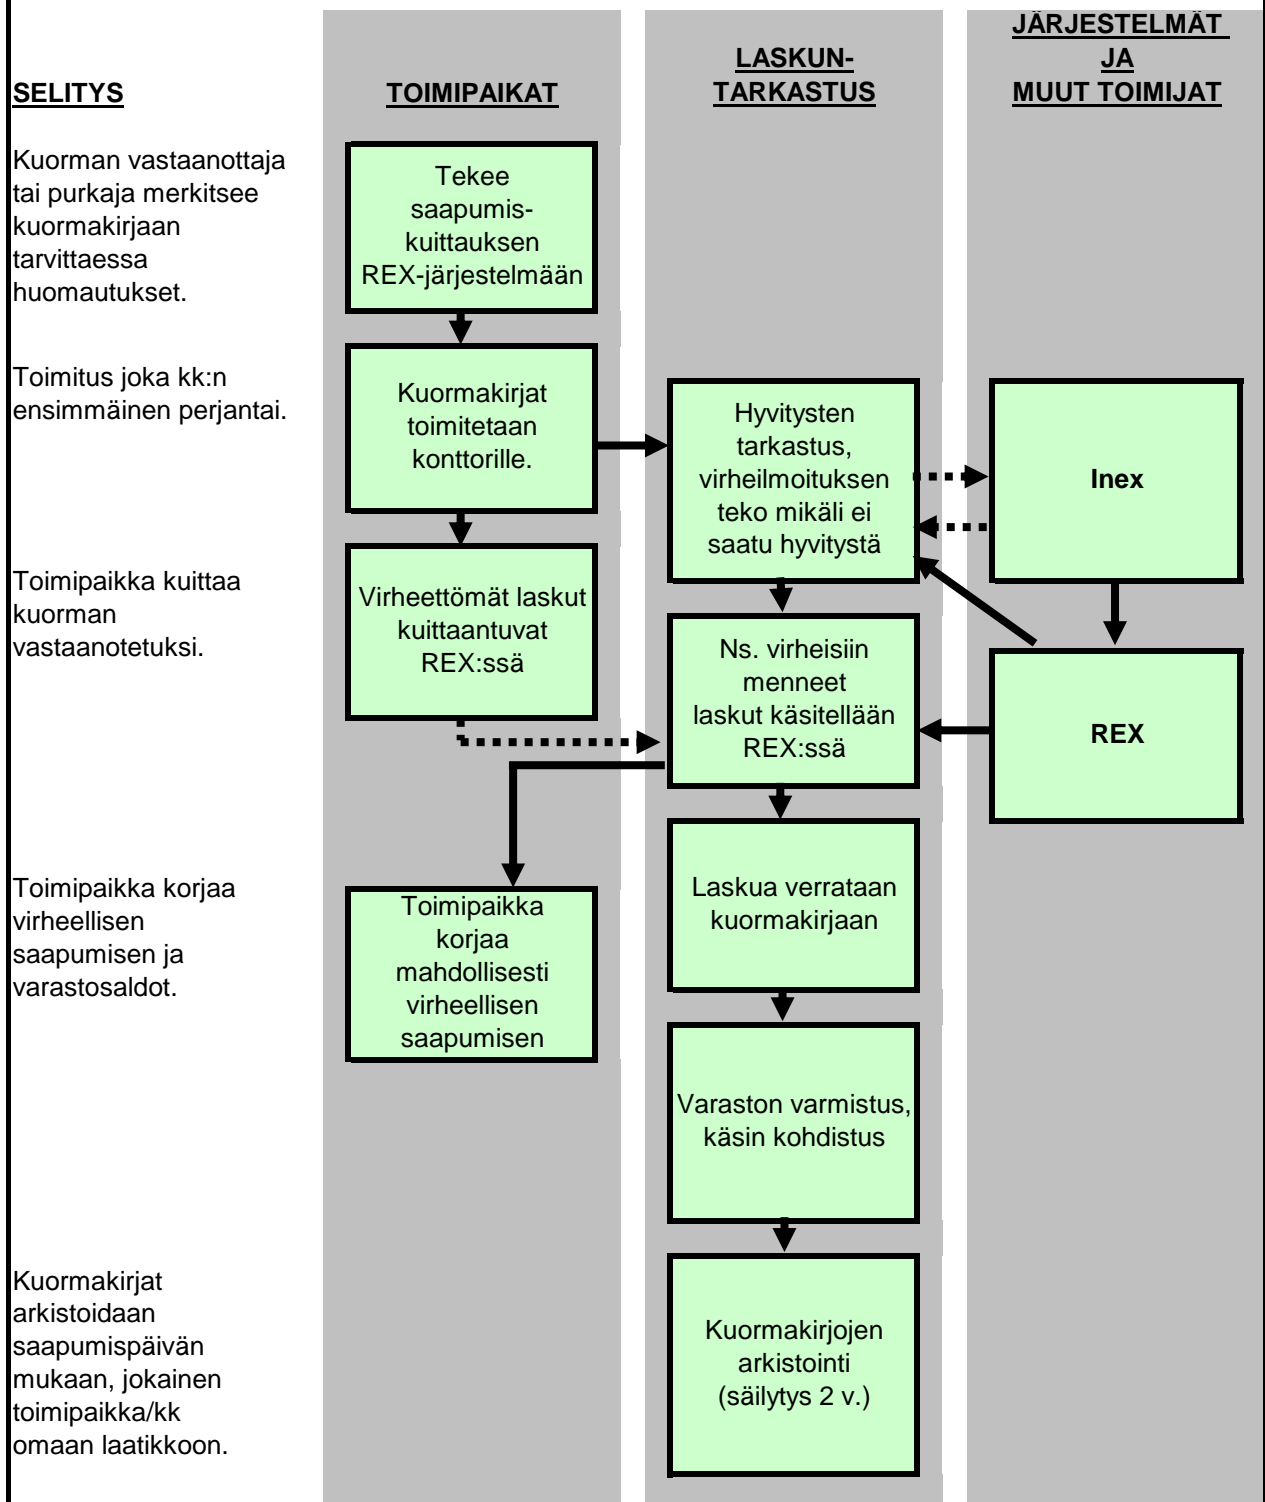 SELITYS
TOIMIPAIKAT
LASKUN-
TARKASTUS
JÄRJESTELMÄT
JA
MUUT TOIMIJAT
Kuorman vastaanottaja
tai purkaja merkitsee
kuormakirjaan
tarvittaessa
huomautukset.
Tekee
saapumis-
kuittauksen
REX-järjestelmään
Toimitus joka kk:n
ensimmäinen perjantai.
Kuormakirjat
toimitetaan
konttorille.
Hyvitysten
tarkastus,
virheilmoituksen
teko mikäli ei
saatu hyvitystä
Inex
Toimipaikka kuittaa
kuorman
vastaanotetuksi.
Virheettömät laskut
kuittaantuvat
REX:ssä
Ns. virheisiin
menneet
laskut käsitellään
REX:ssä
REX
Toimipaikka korjaa
virheellisen
saapumisen ja
varastosaldot.
Toimipaikka
korjaa
mahdollisesti
virheellisen
saapumisen
Laskua verrataan
kuormakirjaan
Varaston varmistus,
käsin kohdistus
Kuormakirjat
arkistoidaan
saapumispäivän
mukaan, jokainen
toimipaikka/kk
omaan laatikkoon.
Kuormakirjojen
arkistointi
(säilytys 2 v.)